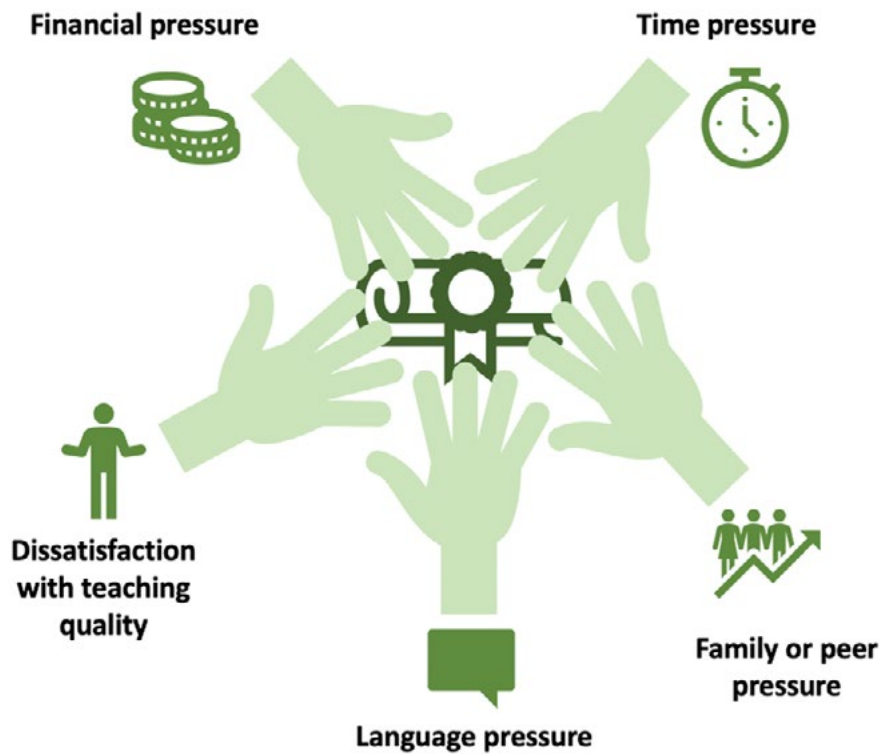 Financial pressure
Time pressure
Dissatisfaction
with teaching
quality
Family or peer
pressure
Language pressure